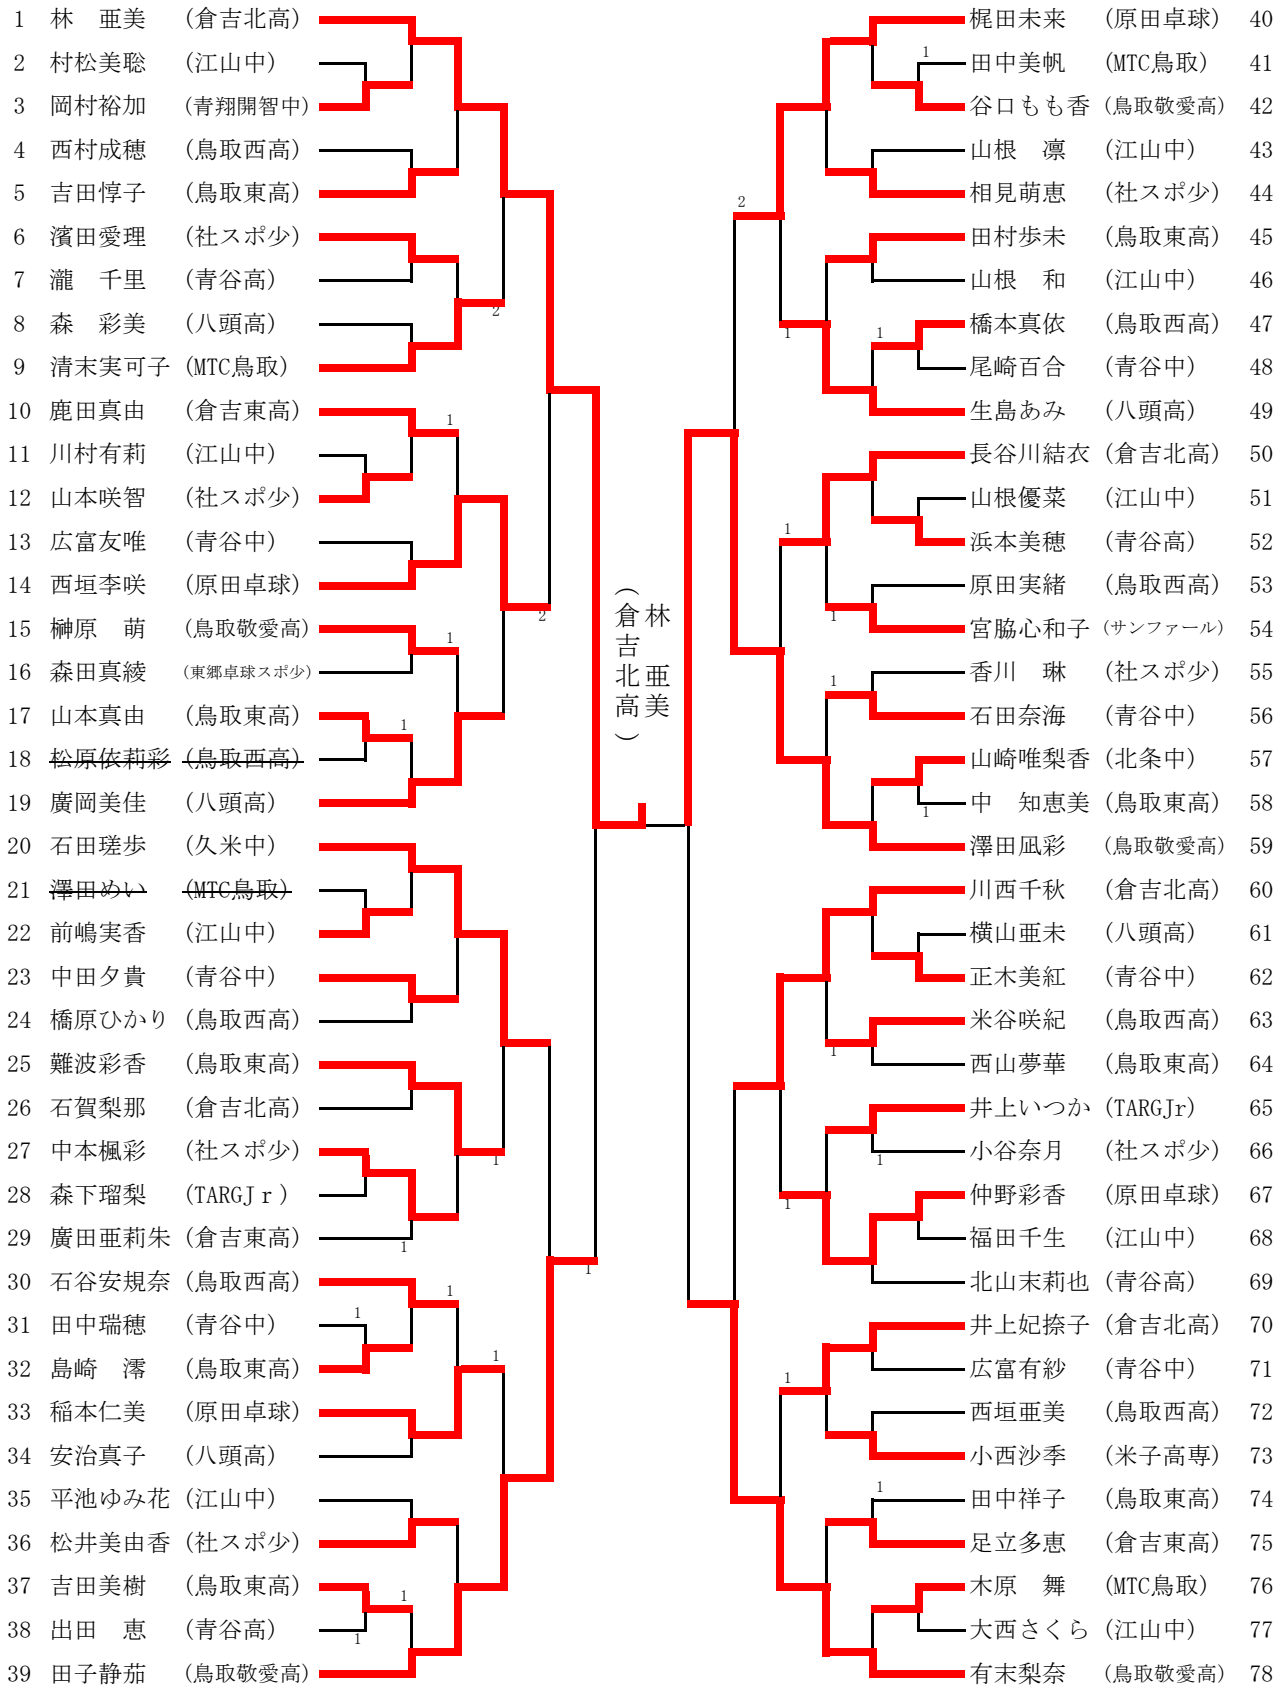 1 林　亜美 (倉吉北高)
2 村松美聡 (江山中)
3 岡村裕加 (青翔開智中)
4 西村成穂 (鳥取西高)
5 吉田惇子 (鳥取東高)
6 濱田愛理 (社スポ少)
7 瀧　千里 (青谷高)
8 森　彩美 (八頭高)
9 清末実可子 (MTC鳥取)
10 鹿田真由 (倉吉東高)
11 川村有莉 (江山中)
12 山本咲智 (社スポ少)
13 広富友唯 (青谷中)
14 西垣李咲 (原田卓球)
15 榊原　萌 (鳥取敬愛高)
16 森田真綾 (東郷卓球スポ少)
17 山本真由 (鳥取東高)
18 松原依莉彩 (鳥取西高)
19 廣岡美佳 (八頭高)
20 石田瑳歩 (久米中)
21 澤田めい (MTC鳥取)
22 前嶋実香 (江山中)
23 中田夕貴 (青谷中)
24 橋原ひかり (鳥取西高)
25 難波彩香 (鳥取東高)
26 石賀梨那 (倉吉北高)
27 中本楓彩 (社スポ少)
28 森下瑠梨 (TARGJｒ)
29 廣田亜莉朱 (倉吉東高)
30 石谷安規奈 (鳥取西高)
31 田中瑞穂 (青谷中)
32 島崎　澪 (鳥取東高)
33 稲本仁美 (原田卓球)
34 安治真子 (八頭高)
35 平池ゆみ花 (江山中)
36 松井美由香 (社スポ少)
37 吉田美樹 (鳥取東高)
38 出田　恵 (青谷高)
39 田子静茄 (鳥取敬愛高)
2
1
2
1
1
1
1
1
1
1
1
1
1
1
林　亜美
(倉吉北高)
梶田未来 (原田卓球) 40
田中美帆 (MTC鳥取) 41
谷口もも香 (鳥取敬愛高) 42
山根　凛 (江山中) 43
相見萌恵 (社スポ少) 44
田村歩未 (鳥取東高) 45
山根　和 (江山中) 46
橋本真依 (鳥取西高) 47
尾崎百合 (青谷中) 48
生島あみ (八頭高) 49
長谷川結衣 (倉吉北高) 50
山根優菜 (江山中) 51
浜本美穂 (青谷高) 52
原田実緒 (鳥取西高) 53
宮脇心和子 (サンファール) 54
香川　琳 (社スポ少) 55
石田奈海 (青谷中) 56
山崎唯梨香 (北条中) 57
中　知恵美 (鳥取東高) 58
澤田凪彩 (鳥取敬愛高) 59
川西千秋 (倉吉北高) 60
横山亜未 (八頭高) 61
正木美紅 (青谷中) 62
米谷咲紀 (鳥取西高) 63
西山夢華 (鳥取東高) 64
井上いつか (TARGJr) 65
小谷奈月 (社スポ少) 66
仲野彩香 (原田卓球) 67
福田千生 (江山中) 68
北山末莉也 (青谷高) 69
井上妃捺子 (倉吉北高) 70
広富有紗 (青谷中) 71
西垣亜美 (鳥取西高) 72
小西沙季 (米子高専) 73
田中祥子 (鳥取東高) 74
足立多恵 (倉吉東高) 75
木原　舞 (MTC鳥取) 76
大西さくら (江山中) 77
有末梨奈 (鳥取敬愛高) 78
1
2
1
1
1
1
1
1
1
1
1
1
1